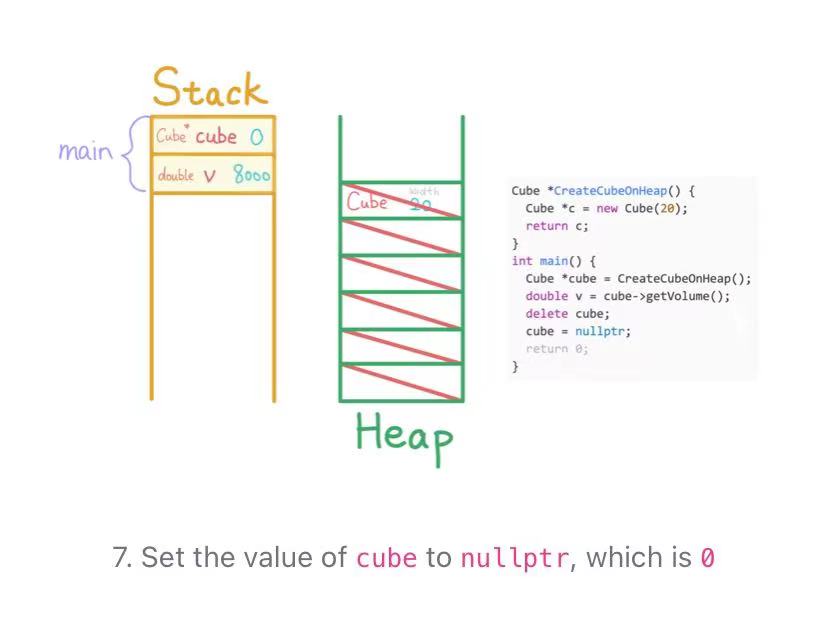 Stack
main
Cube* cube 0
double v 8000
Cube Width 20
Heap
Cube *CreateCubeOnHeap() {
Cube *c = new Cube(20);
return c;
}
int main() {
Cube *cube = CreateCubeOnHeap();
double v = cube->getVolume();
delete cube;
cube = nullptr;
return 0;
}
7. Set the value of cube to nullptr, which is 0